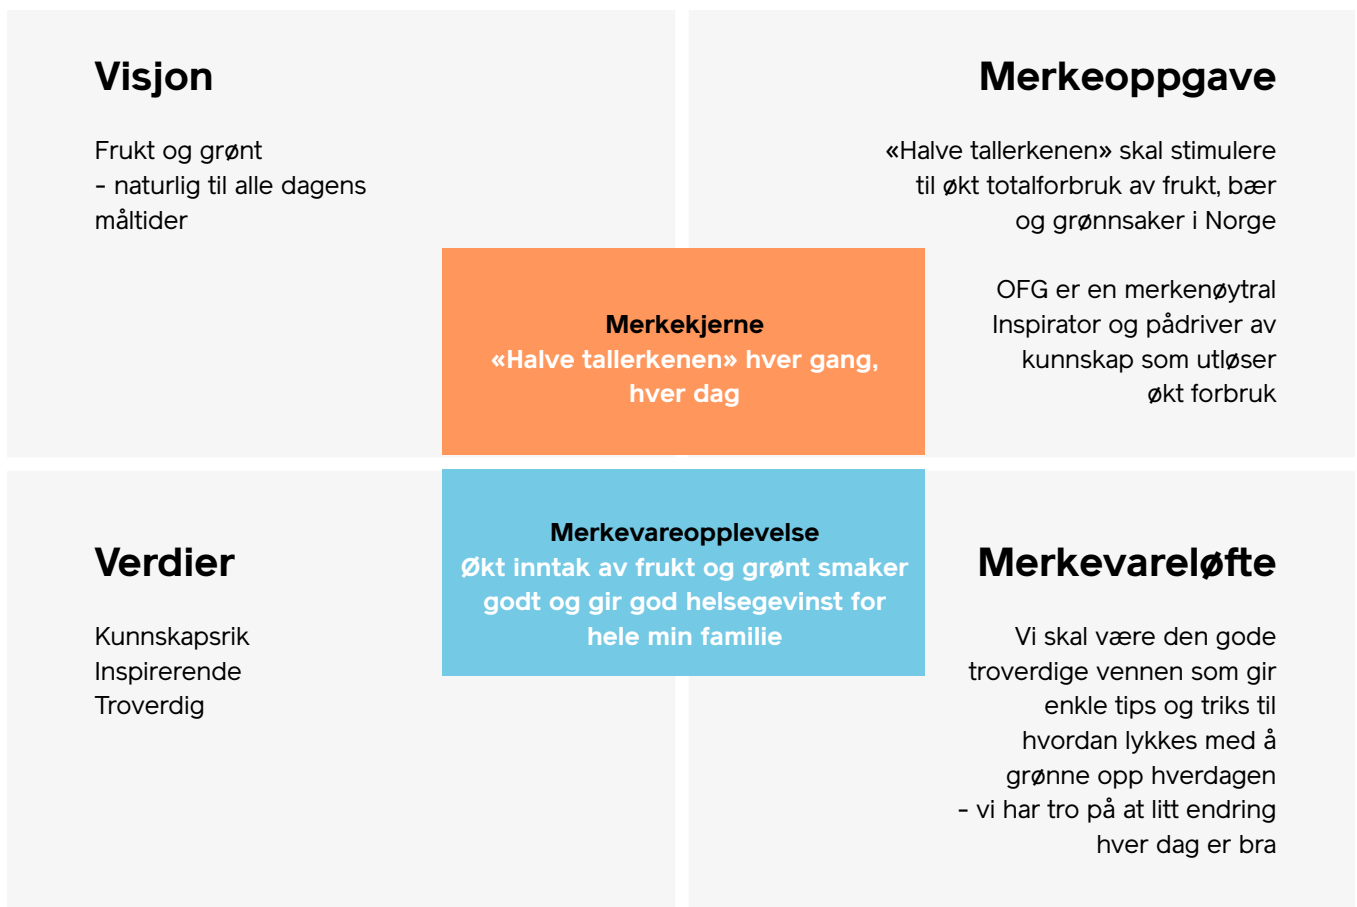 Visjon
Frukt og grønt
- naturlig til alle dagens
måltider
Merkeoppgave
«Halve tallerkenen» skal stimulere
til økt totalforbruk av frukt, bær
og grønnsaker i Norge
OFG er en merkenøytral
Inspirator og pådriver av
kunnskap som utløser
økt forbruk
Merkekjerne
«Halve tallerkenen» hver gang,
hver dag
Merkevareopplevelse
Økt inntak av frukt og grønt smaker
godt og gir god helsegevinst for
hele min familie
Verdier
Kunnskapsrik
Inspirerende
Troverdig
Merkevareløfte
Vi skal være den gode
troverdige vennen som gir
enkle tips og triks til
hvordan lykkes med å
grønne opp hverdagen
- vi har tro på at litt endring
hver dag er bra